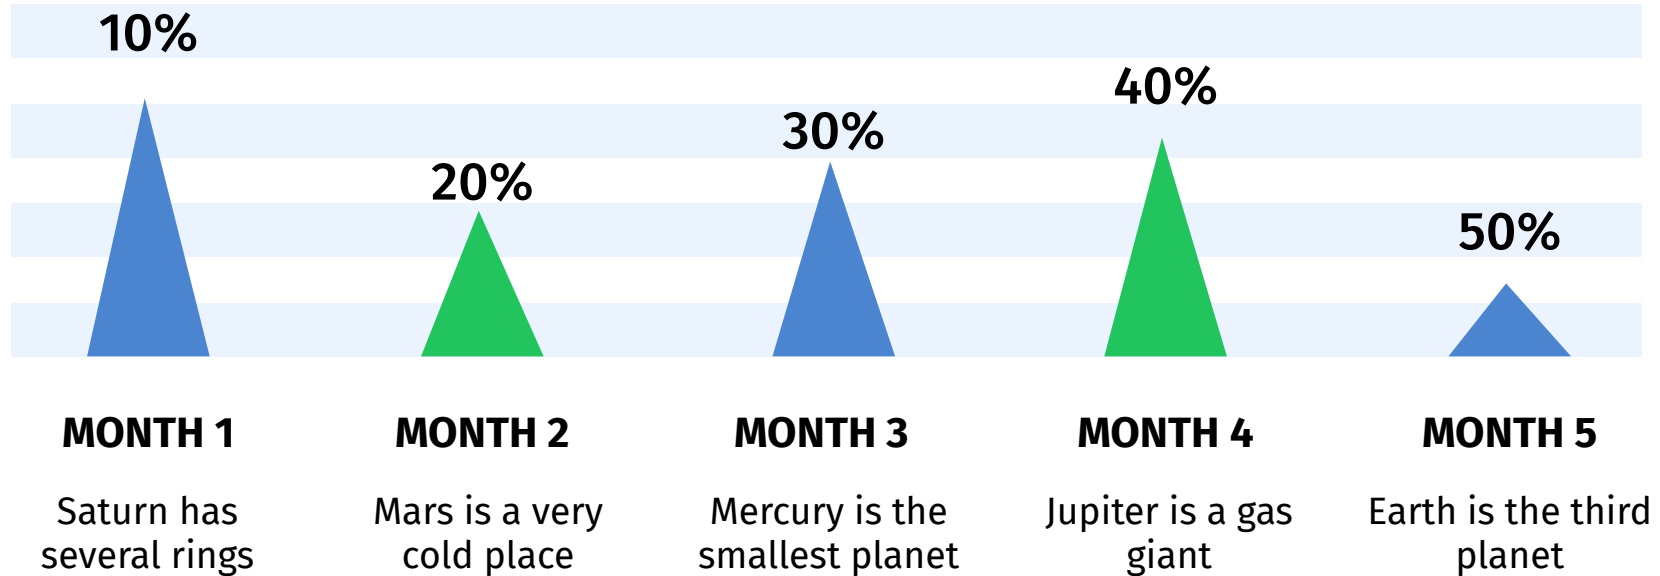 10%
40%
30%
20%
50%
MONTH 1
MONTH 2
MONTH 3
MONTH 4
MONTH 5
Saturn has
several rings
Mars is a very
cold place
Mercury is the
smallest planet
Jupiter is a gas
giant
Earth is the third
planet